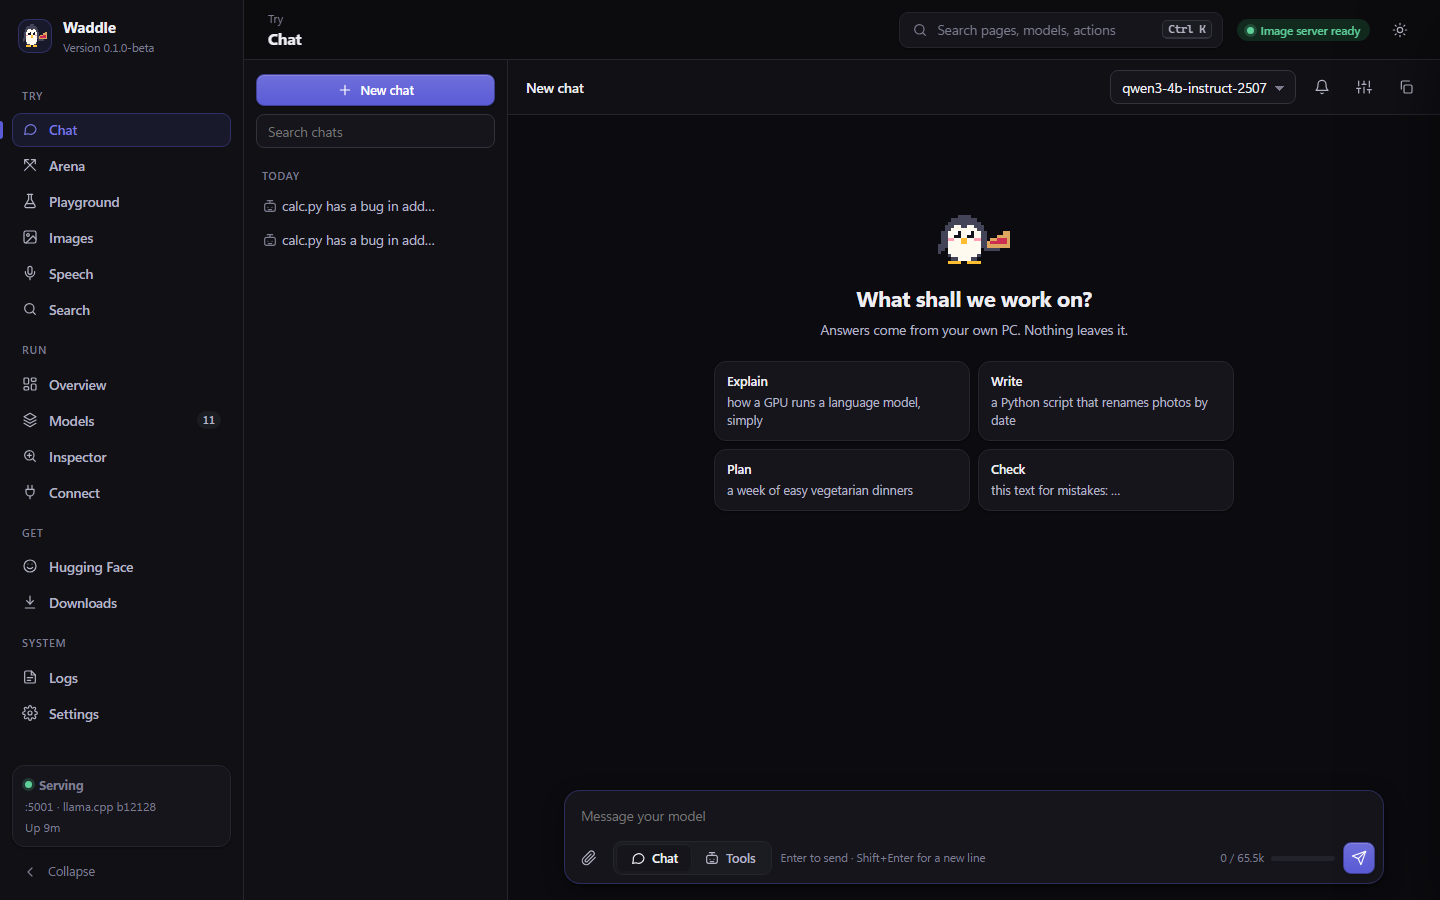 Waddle
Version 0.1.0-beta
TRY
Chat
Arena
Playground
Images
Speech
Search
RUN
Overview
Models 11
Inspector
Connect
GET
Hugging Face
Downloads
SYSTEM
Logs
Settings
Serving
:5001 · llama.cpp b12128
Up 9m
Collapse
Try
Chat
Search pages, models, actions Ctrl K
Image server ready
New chat
Search chats
TODAY
calc.py has a bug in add...
calc.py has a bug in add...
New chat
qwen3-4b-instruct-2507
What shall we work on?
Answers come from your own PC. Nothing leaves it.
Explain
how a GPU runs a language model,
simply
Write
a Python script that renames photos by
date
Plan
a week of easy vegetarian dinners
Check
this text for mistakes: ...
Message your model
Chat Tools Enter to send · Shift+Enter for a new line 0 / 65.5k